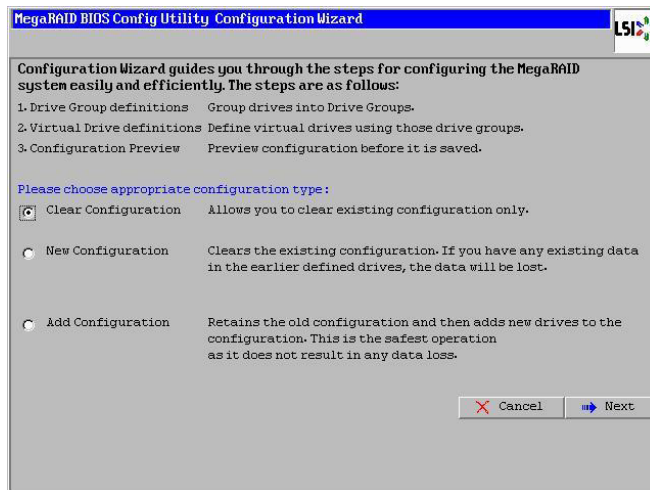 MegaRAID BIOS Config Utility Configuration Wizard
LSI
Configuration Wizard guides you through the steps for configuring the MegaRAID
system easily and efficiently. The steps are as follows:
1. Drive Group definitions Group drives into Drive Groups.
2. Virtual Drive definitions Define virtual drives using those drive groups.
3. Configuration Preview Preview configuration before it is saved.
Please choose appropriate configuration type:
Clear Configuration Allows you to clear existing configuration only.
New Configuration Clears the existing configuration. If you have any existing data
in the earlier defined drives, the data will be lost.
Add Configuration Retains the old configuration and then adds new drives to the
configuration. This is the safest operation
as it does not result in any data loss.
Cancel Next